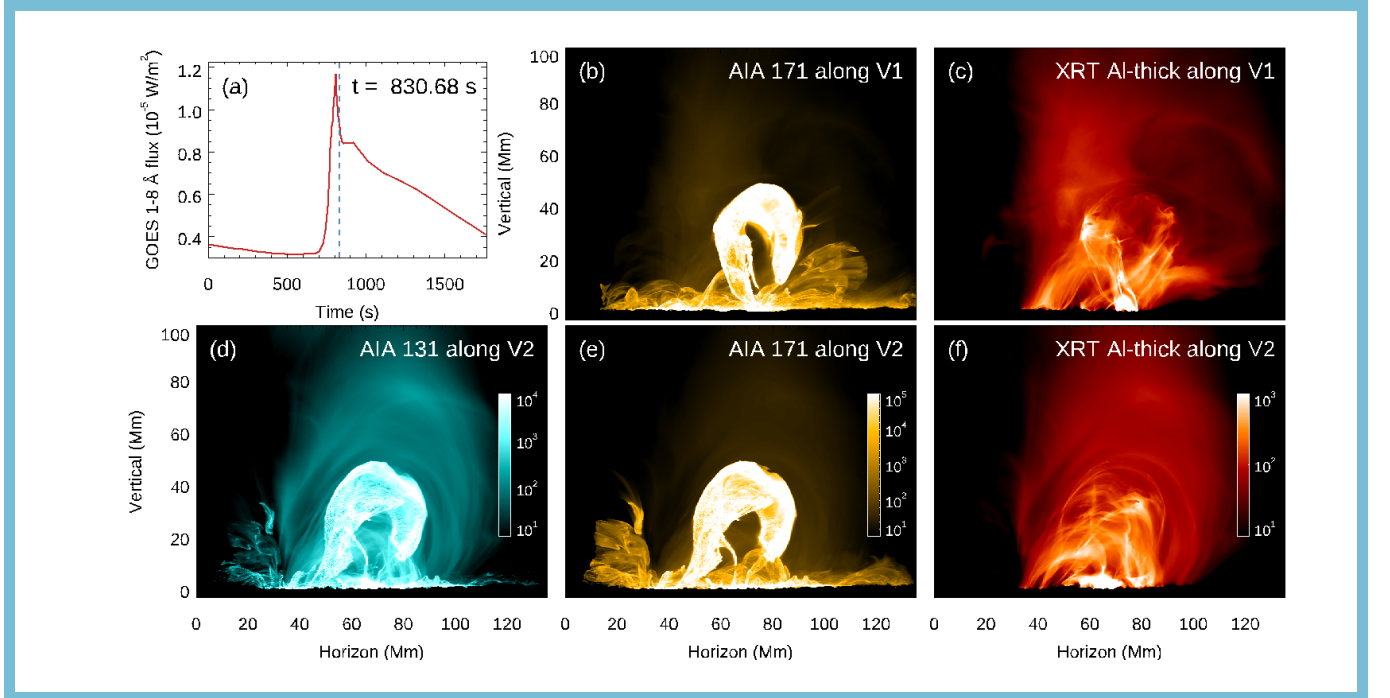 GOES 1-8 Å flux (10⁻⁵ W/m²)
1.2
1.0
0.8
0.6
0.4
(a)
t = 830.68 s
0 500 1000 1500
Time (s)
Vertical (Mm)
100
80
60
40
20
0
(b) AIA 171 along V1
(c) XRT Al-thick along V1
Vertical (Mm)
100
80
60
40
20
0
(d) AIA 131 along V2
10⁴
10³
10²
10¹
0 20 40 60 80 100 120
Horizon (Mm)
(e) AIA 171 along V2
10⁵
10⁴
10³
10²
10¹
0 20 40 60 80 100 120
Horizon (Mm)
(f) XRT Al-thick along V2
10³
10²
10¹
0 20 40 60 80 100 120
Horizon (Mm)